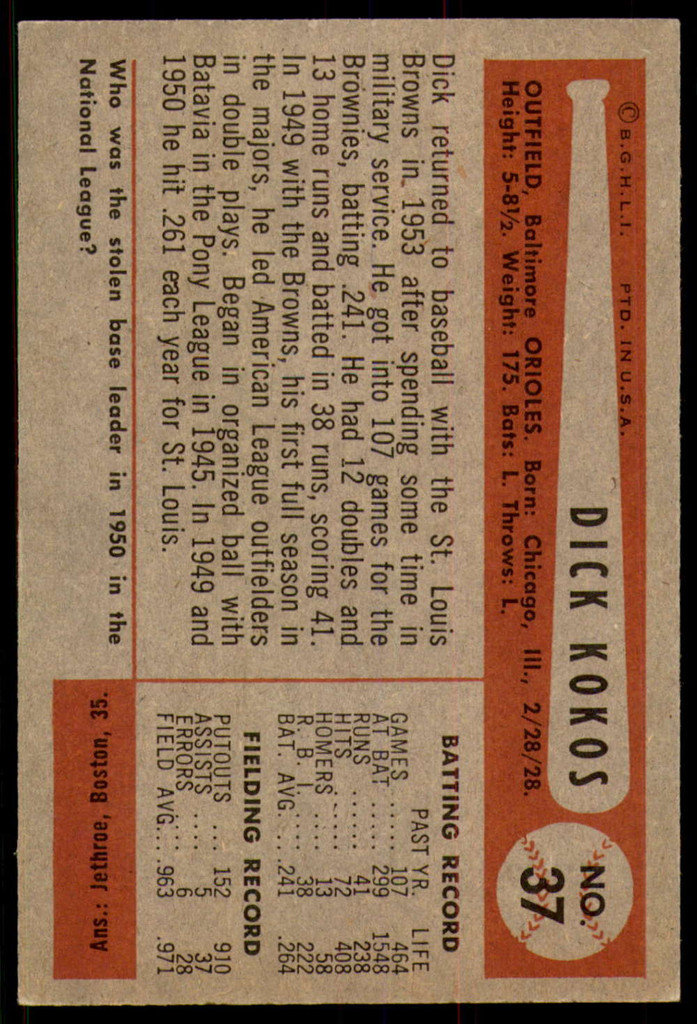 © B.G.H.L.I. PTD. IN U.S.A.
DICK KOKOS
NO.
37
OUTFIELD, Baltimore ORIOLES. Born: Chicago, Ill., 2/28/28.
Height: 5-8½. Weight: 175. Bats: L. Throws: L.
Dick returned to baseball with the St. Louis
Browns in 1953 after spending some time in
military service. He got into 107 games for the
Brownies, batting .241. He had 12 doubles and
13 home runs and batted in 38 runs, scoring 41.
In 1949 with the Browns, his first full season in
the majors, he led American League outfielders
in double plays. Began in organized ball with
Batavia in the Pony League in 1945. In 1949 and
1950 he hit .261 each year for St. Louis.
BATTING RECORD
PAST YR. LIFE
GAMES ..... 107 464
AT BAT ..... 299 1548
RUNS ...... 41 238
HITS ...... 72 408
HOMERS .... 13 58
R. B. I. .... 38 222
BAT. AVG. ... .241 .264
FIELDING RECORD
PUTOUTS ... 152 910
ASSISTS .... 5 37
ERRORS .... 6 28
FIELD AVG. .. .963 .971
Who was the stolen base leader in 1950 in the
National League?
Ans.: Jethroe, Boston, 35.